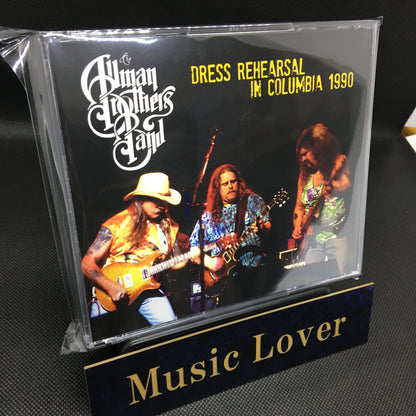 The
Allman
Brothers
Band
DRESS REHEARSAL
IN COLUMBIA 1990
Music Lover